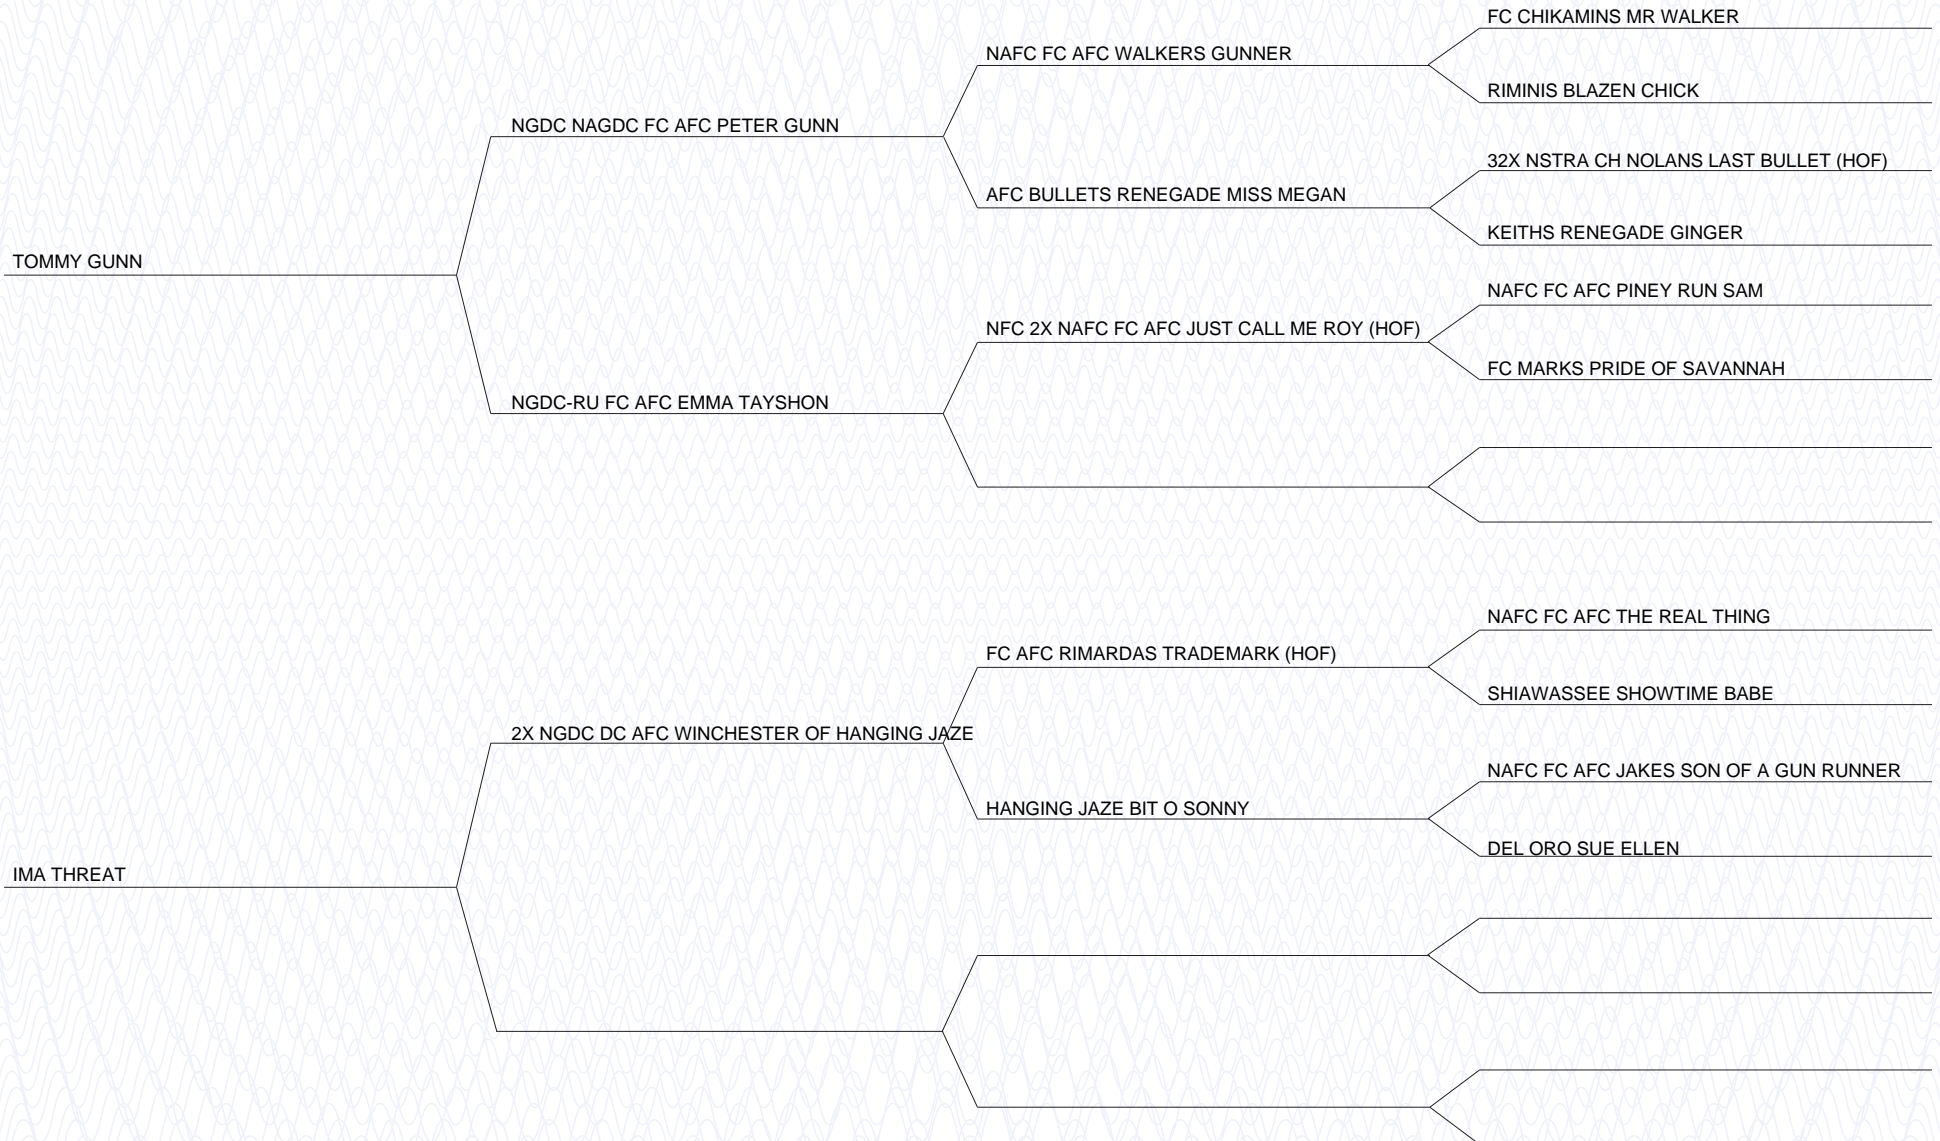 FC CHIKAMINS MR WALKER
NAFC FC AFC WALKERS GUNNER
RIMINIS BLAZEN CHICK
NGDC NAGDC FC AFC PETER GUNN
32X NSTRA CH NOLANS LAST BULLET (HOF)
AFC BULLETS RENEGADE MISS MEGAN
KEITHS RENEGADE GINGER
TOMMY GUNN
NAFC FC AFC PINEY RUN SAM
NFC 2X NAFC FC AFC JUST CALL ME ROY (HOF)
FC MARKS PRIDE OF SAVANNAH
NGDC-RU FC AFC EMMA TAYSHON
NAFC FC AFC THE REAL THING
FC AFC RIMARDAS TRADEMARK (HOF)
SHIAWASSEE SHOWTIME BABE
2X NGDC DC AFC WINCHESTER OF HANGING JAZE
NAFC FC AFC JAKES SON OF A GUN RUNNER
HANGING JAZE BIT O SONNY
DEL ORO SUE ELLEN
IMA THREAT